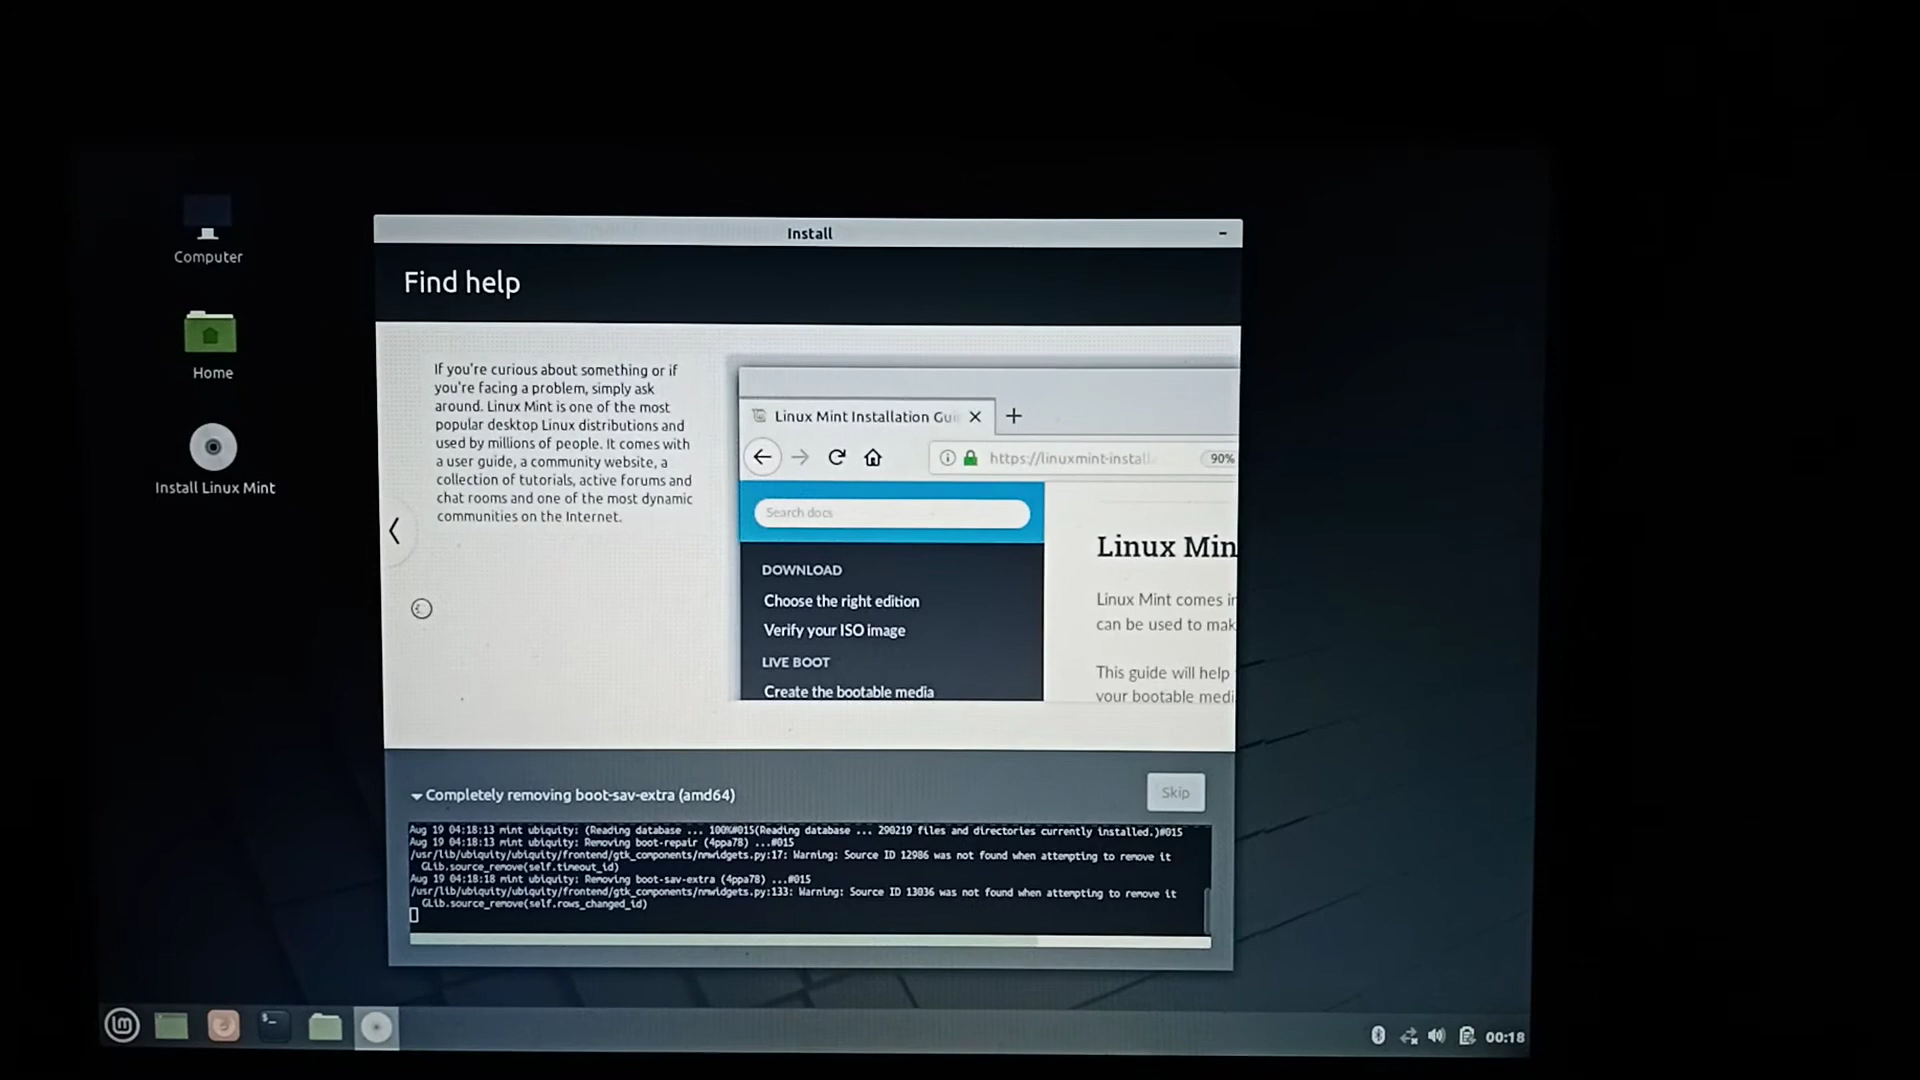 Computer
Home
Install Linux Mint
Install
Find help
If you're curious about something or if
you're facing a problem, simply ask
around. Linux Mint is one of the most
popular desktop Linux distributions and
used by millions of people. It comes with
a user guide, a community website, a
collection of tutorials, active forums and
chat rooms and one of the most dynamic
communities on the Internet.
Linux Mint Installation Gui
https://linuxmint-install
90%
Search docs
DOWNLOAD
Choose the right edition
Verify your ISO image
LIVE BOOT
Create the bootable media
Linux Min
Linux Mint comes in
can be used to mak
This guide will help
your bootable medi
Completely removing boot-sav-extra (amd64)
Skip
Aug 19 04:18:13 mint ubiquity: (Reading database ... 100%#015(Reading database ... 290219 files and directories currently installed.)#015
Aug 19 04:18:13 mint ubiquity: Removing boot-repair (4ppa78) ...#015
/usr/lib/ubiquity/ubiquity/frontend/gtk_components/nmwidgets.py:17: Warning: Source ID 12986 was not found when attempting to remove it
GLib.source_remove(self.timeout_id)
Aug 19 04:18:18 mint ubiquity: Removing boot-sav-extra (4ppa78) ...#015
/usr/lib/ubiquity/ubiquity/frontend/gtk_components/nmwidgets.py:133: Warning: Source ID 13036 was not found when attempting to remove it
GLib.source_remove(self.rows_changed_id)
00:18